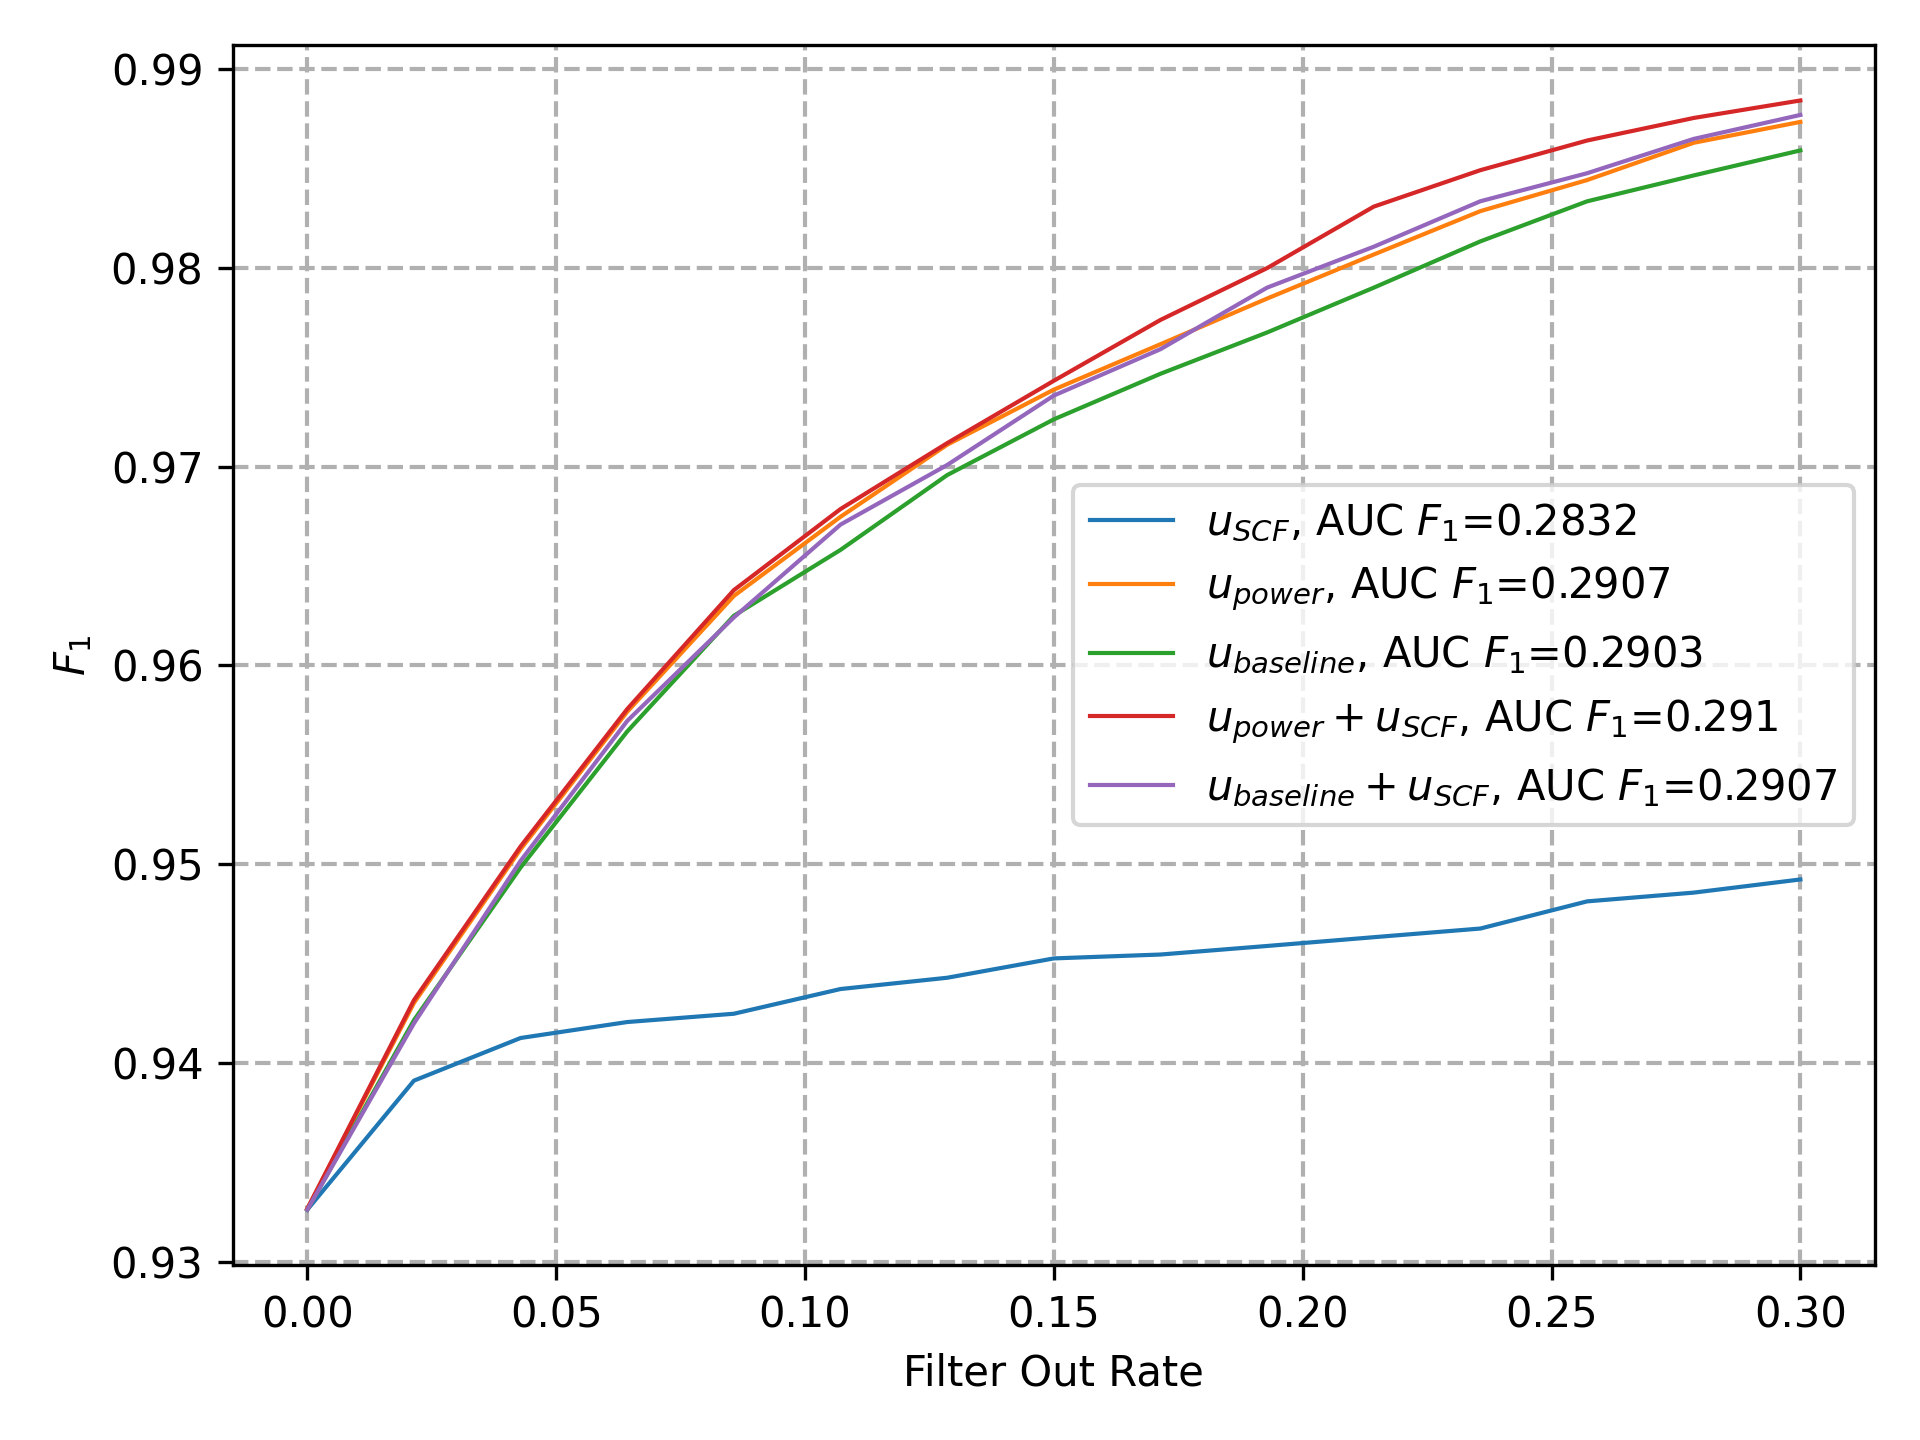 0.99
0.98
0.97
0.96
0.95
0.94
0.93
F₁
u_SCF, AUC F₁=0.2832
u_power, AUC F₁=0.2907
u_baseline, AUC F₁=0.2903
u_power + u_SCF, AUC F₁=0.291
u_baseline + u_SCF, AUC F₁=0.2907
0.00 0.05 0.10 0.15 0.20 0.25 0.30
Filter Out Rate